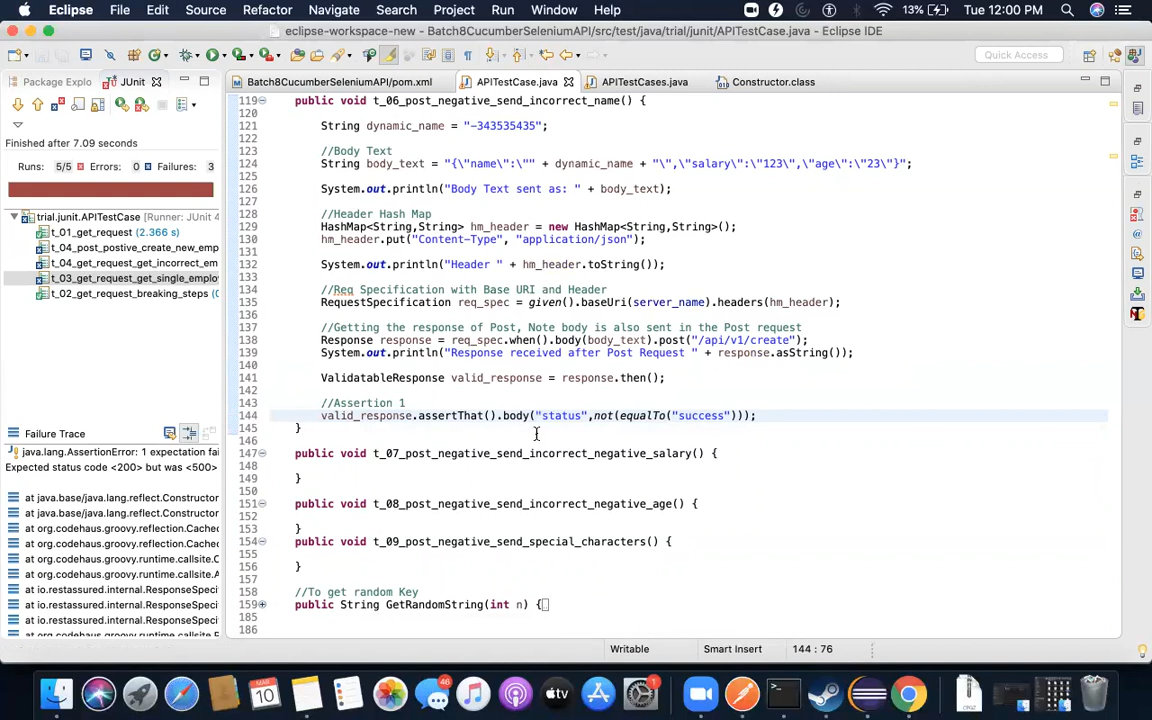 Eclipse File Edit Source Refactor Navigate Search Project Run Window Help 13% Tue 12:00 PM
eclipse-workspace-new - Batch8CucumberSeleniumAPI/src/test/java/trial/junit/APITestCase.java - Eclipse IDE
Quick Access
Package Explo JUnit
Batch8CucumberSeleniumAPI/pom.xml APITestCase.java APITestCases.java Constructor.class
Finished after 7.09 seconds
Runs: 5/5 Errors: 0 Failures: 3
trial.junit.APITestCase [Runner: JUnit 4
t_01_get_request (2.366 s)
t_04_post_postive_create_new_emp
t_04_get_request_get_incorrect_em
t_03_get_request_get_single_emplo
t_02_get_request_breaking_steps (0
Failure Trace
java.lang.AssertionError: 1 expectation fai
Expected status code <200> but was <500>
at java.base/java.lang.reflect.Constructor
at java.base/java.lang.reflect.Constructor
at org.codehaus.groovy.reflection.Cached
at org.codehaus.groovy.runtime.callsite.C
at org.codehaus.groovy.runtime.callsite.A
at io.restassured.internal.ResponseSpecif
at io.restassured.internal.ResponseSpecif
at io.restassured.internal.ResponseSpecif
at io.restassured.internal.ResponseSpecif
119 public void t_06_post_negative_send_incorrect_name() {
120
121 String dynamic_name = "-343535435";
122
123 //Body Text
124 String body_text = "{\"name\":\"" + dynamic_name + "\",\"salary\":\"123\",\"age\":\"23\"}";
125
126 System.out.println("Body Text sent as: " + body_text);
127
128 //Header Hash Map
129 HashMap<String,String> hm_header = new HashMap<String,String>();
130 hm_header.put("Content-Type", "application/json");
131
132 System.out.println("Header " + hm_header.toString());
133
134 //Req Specification with Base URI and Header
135 RequestSpecification req_spec = given().baseUri(server_name).headers(hm_header);
136
137 //Getting the response of Post, Note body is also sent in the Post request
138 Response response = req_spec.when().body(body_text).post("/api/v1/create");
139 System.out.println("Response received after Post Request " + response.asString());
140
141 ValidatableResponse valid_response = response.then();
142
143 //Assertion 1
144 valid_response.assertThat().body("status",not(equalTo("success")));
145 }
146
147 public void t_07_post_negative_send_incorrect_negative_salary() {
148
149 }
150
151 public void t_08_post_negative_send_incorrect_negative_age() {
152
153 }
154 public void t_09_post_negative_send_special_characters() {
155
156 }
157
158 //To get random Key
159 public String GetRandomString(int n) {
185
186
Writable Smart Insert 144 : 76
MAR 10 46 1